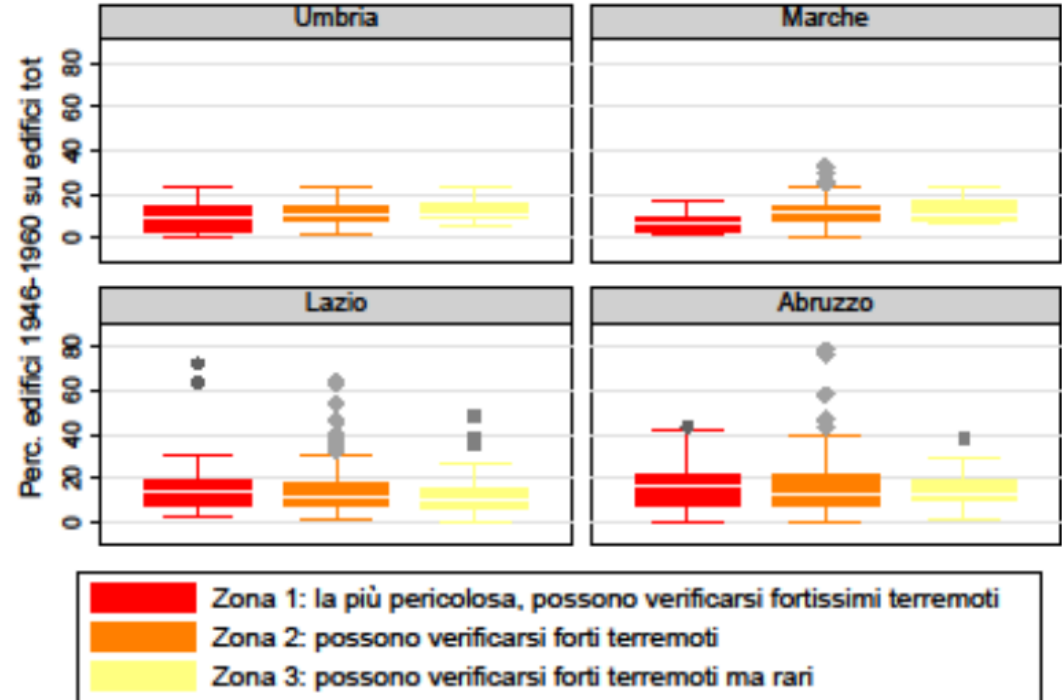 Umbria
Marche
Perc. edifici 1946-1960 su edifici tot
80
60
40
20
0
Lazio
Abruzzo
80
60
40
20
0
Zona 1: la più pericolosa, possono verificarsi fortissimi terremoti
Zona 2: possono verificarsi forti terremoti
Zona 3: possono verificarsi forti terremoti ma rari